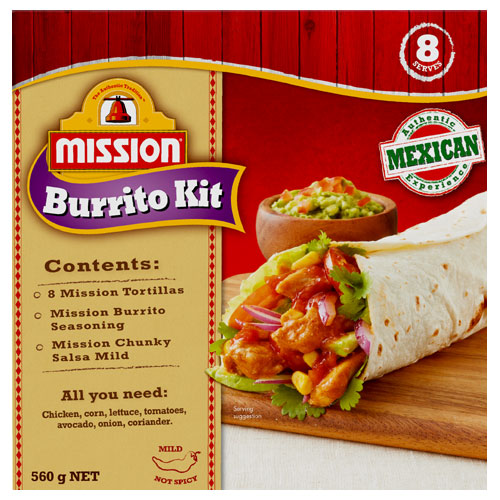 8
SERVES
The Authentic Tradition™
MISSION
Burrito Kit
Authentic
MEXICAN
Experience
Contents:
8 Mission Tortillas
Mission Burrito
Seasoning
Mission Chunky
Salsa Mild
All you need:
Chicken, corn, lettuce, tomatoes,
avocado, onion, coriander.
Serving
suggestion
MILD
NOT SPICY
560 g NET